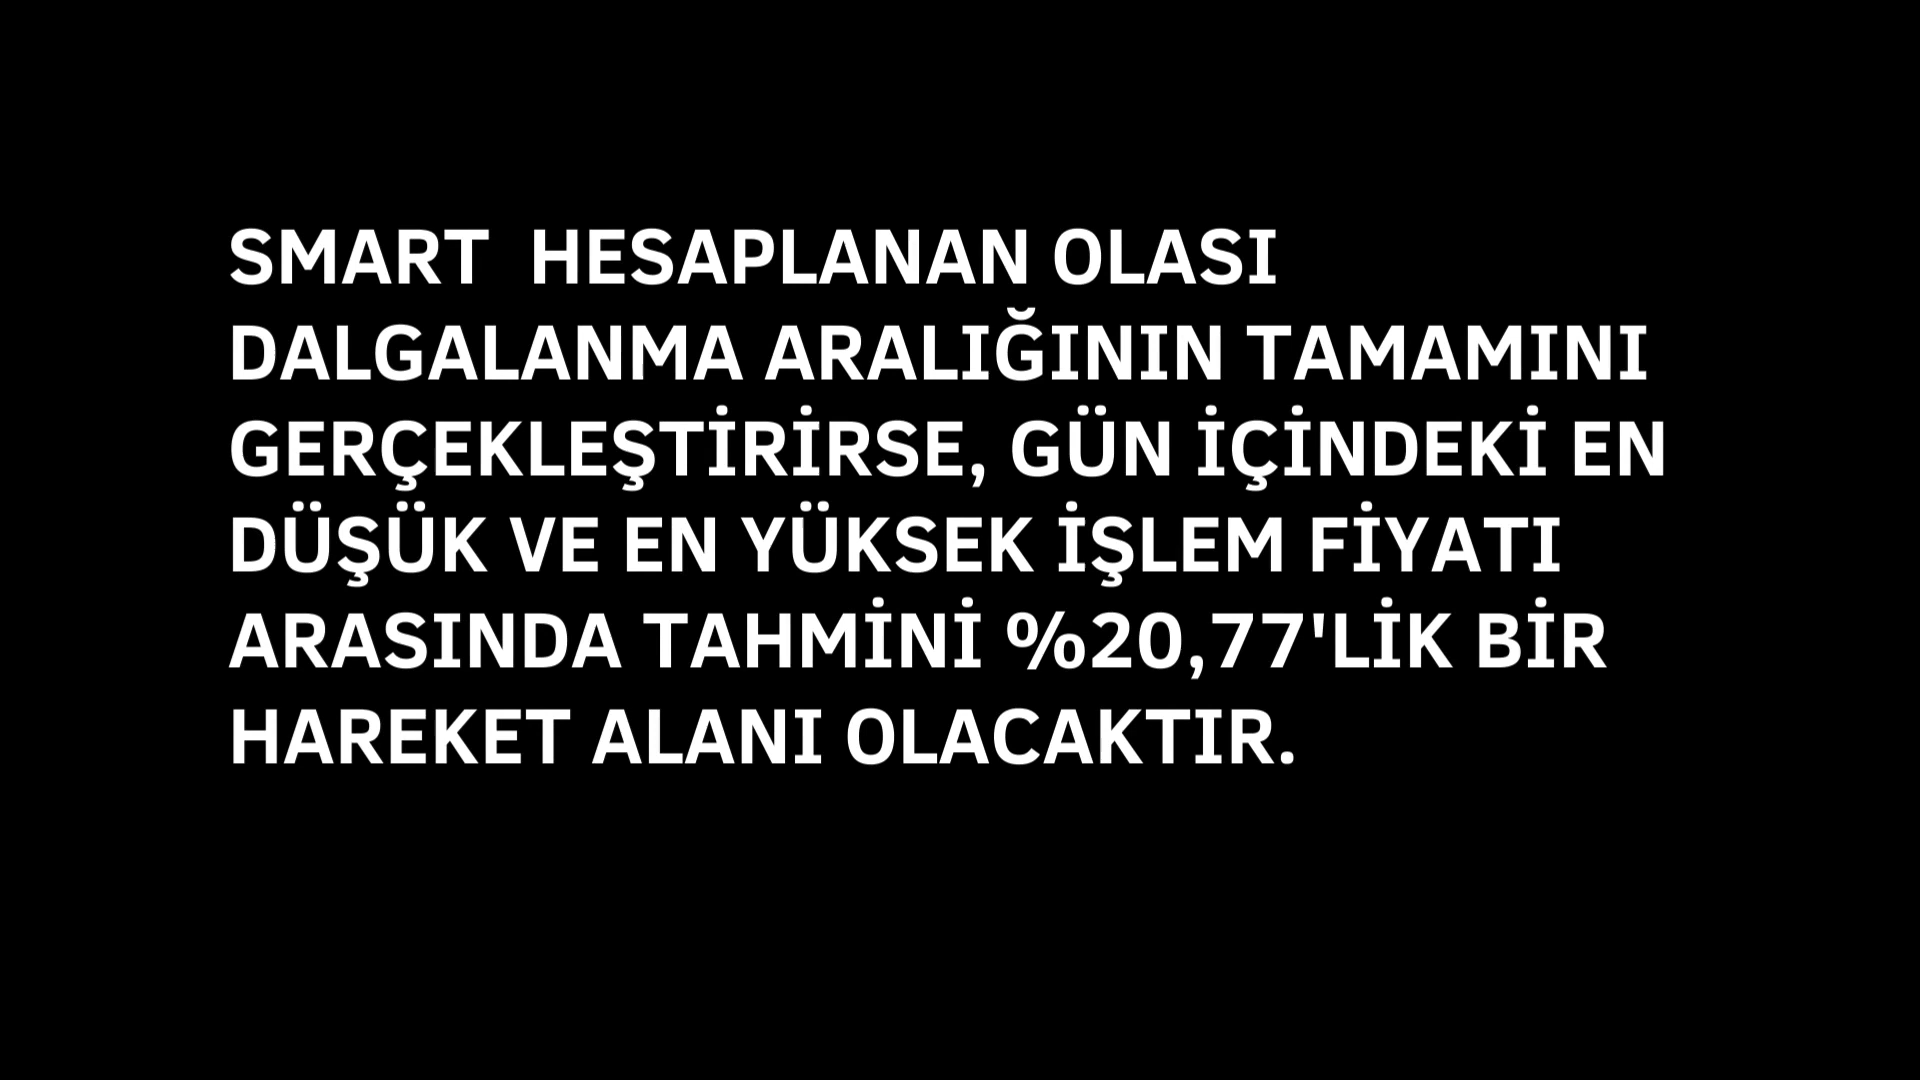 SMART  HESAPLANAN OLASI
DALGALANMA ARALIĞININ TAMAMINI
GERÇEKLEŞTİRİRSE, GÜN İÇİNDEKİ EN
DÜŞÜK VE EN YÜKSEK İŞLEM FİYATI
ARASINDA TAHMİNİ %20,77'LİK BİR
HAREKET ALANI OLACAKTIR.